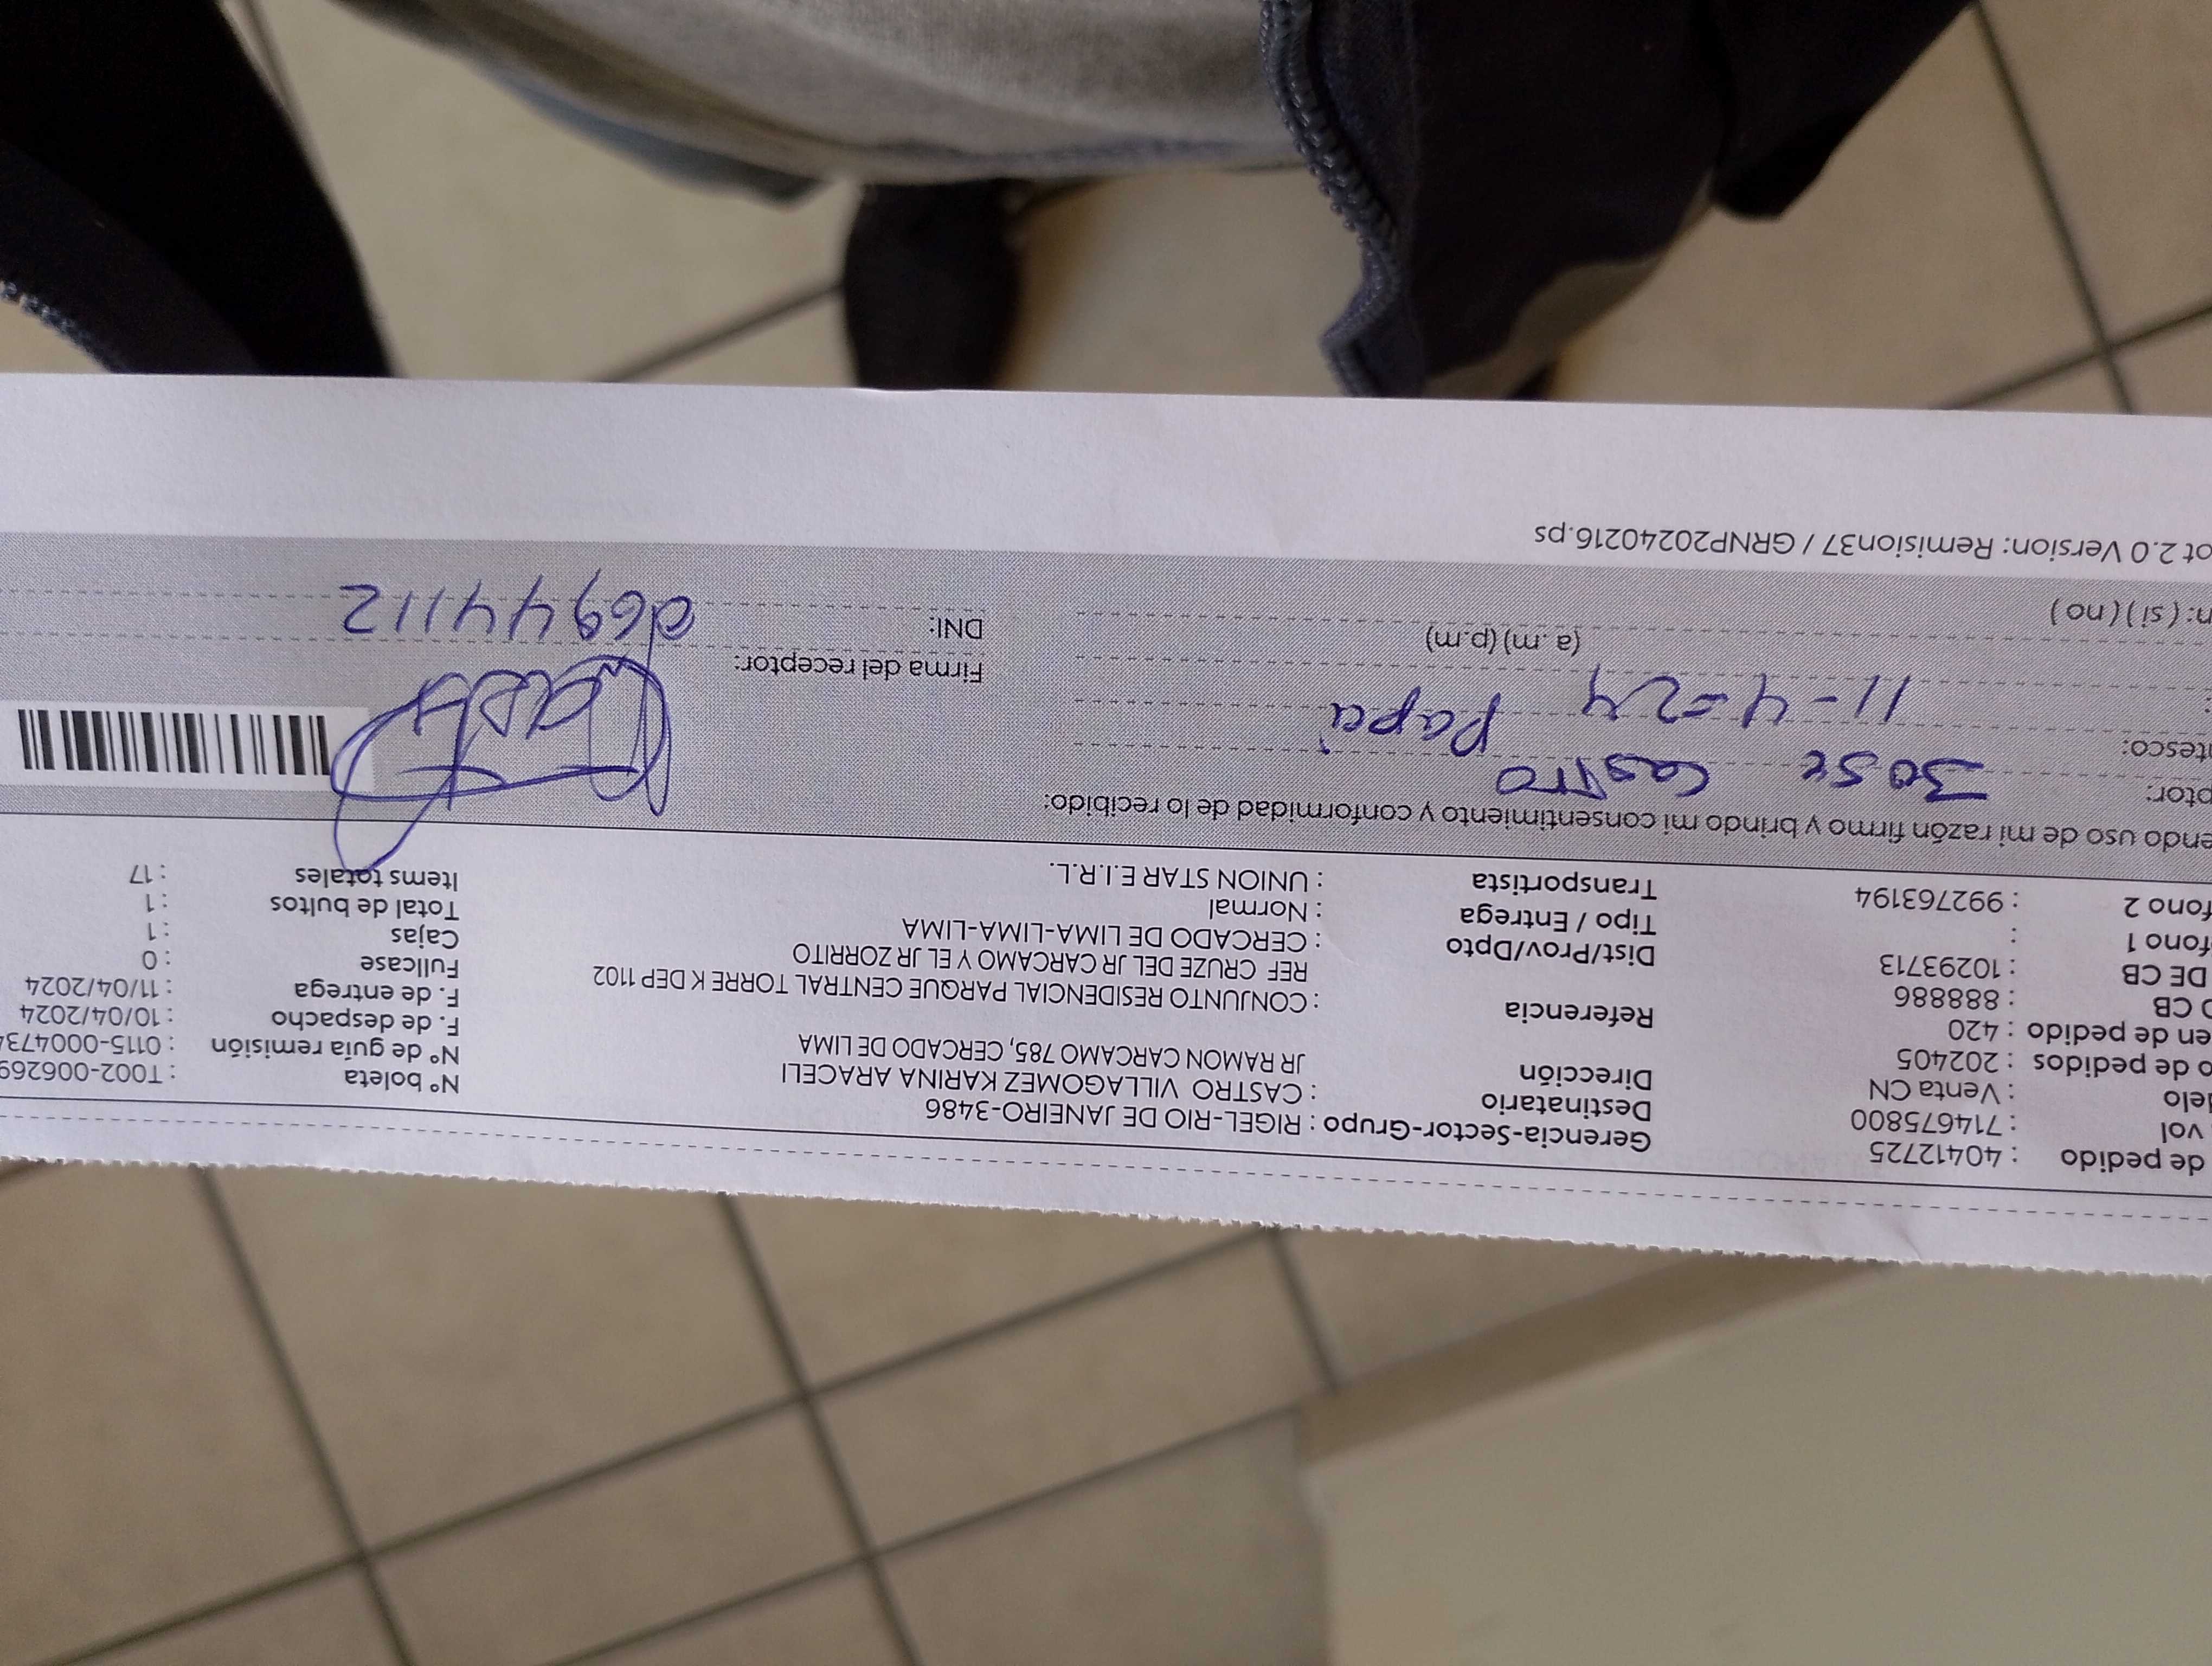 de pedido : 40412725
vol : 7146675800
elo : Venta CN
de pedidos : 202405
en de pedido : 420
CB : 888886
DE CB : 10293713
fono 1 :
fono 2 : 992763194
Gerencia-Sector-Grupo : RIGEL-RIO DE JANEIRO-3486
Destinatario : CASTRO VILLAGOMEZ KARINA ARACELI
Dirección JR RAMON CARCAMO 785, CERCADO DE LIMA
Referencia : CONJUNTO RESIDENCIAL PARQUE CENTRAL TORRE K DEP 1102
REF CRUZE DEL JR CARCAMO Y EL JR ZORRITO
Dist/Prov/Dpto : CERCADO DE LIMA-LIMA-LIMA
Tipo / Entrega : Normal
Transportista : UNION STAR E.I.R.L.
N° boleta : T002-006269
N° de guía remisión : 0115-0004734
F. de despacho : 10/04/2024
F. de entrega : 11/04/2024
Fullcase : 0
Cajas : 1
Total de bultos : 1
Items totales : 17
endo uso de mi razón firmo y brindo mi consentimiento y conformidad de lo recibido:
ptor: Jose Castro
tesco: Papá
: 11-4-24
(a.m) (p.m)
n: (si) (no)
Firma del receptor:
DNI: 06944112
ot 2.0 Version: Remision37 / GRNP20240216.ps